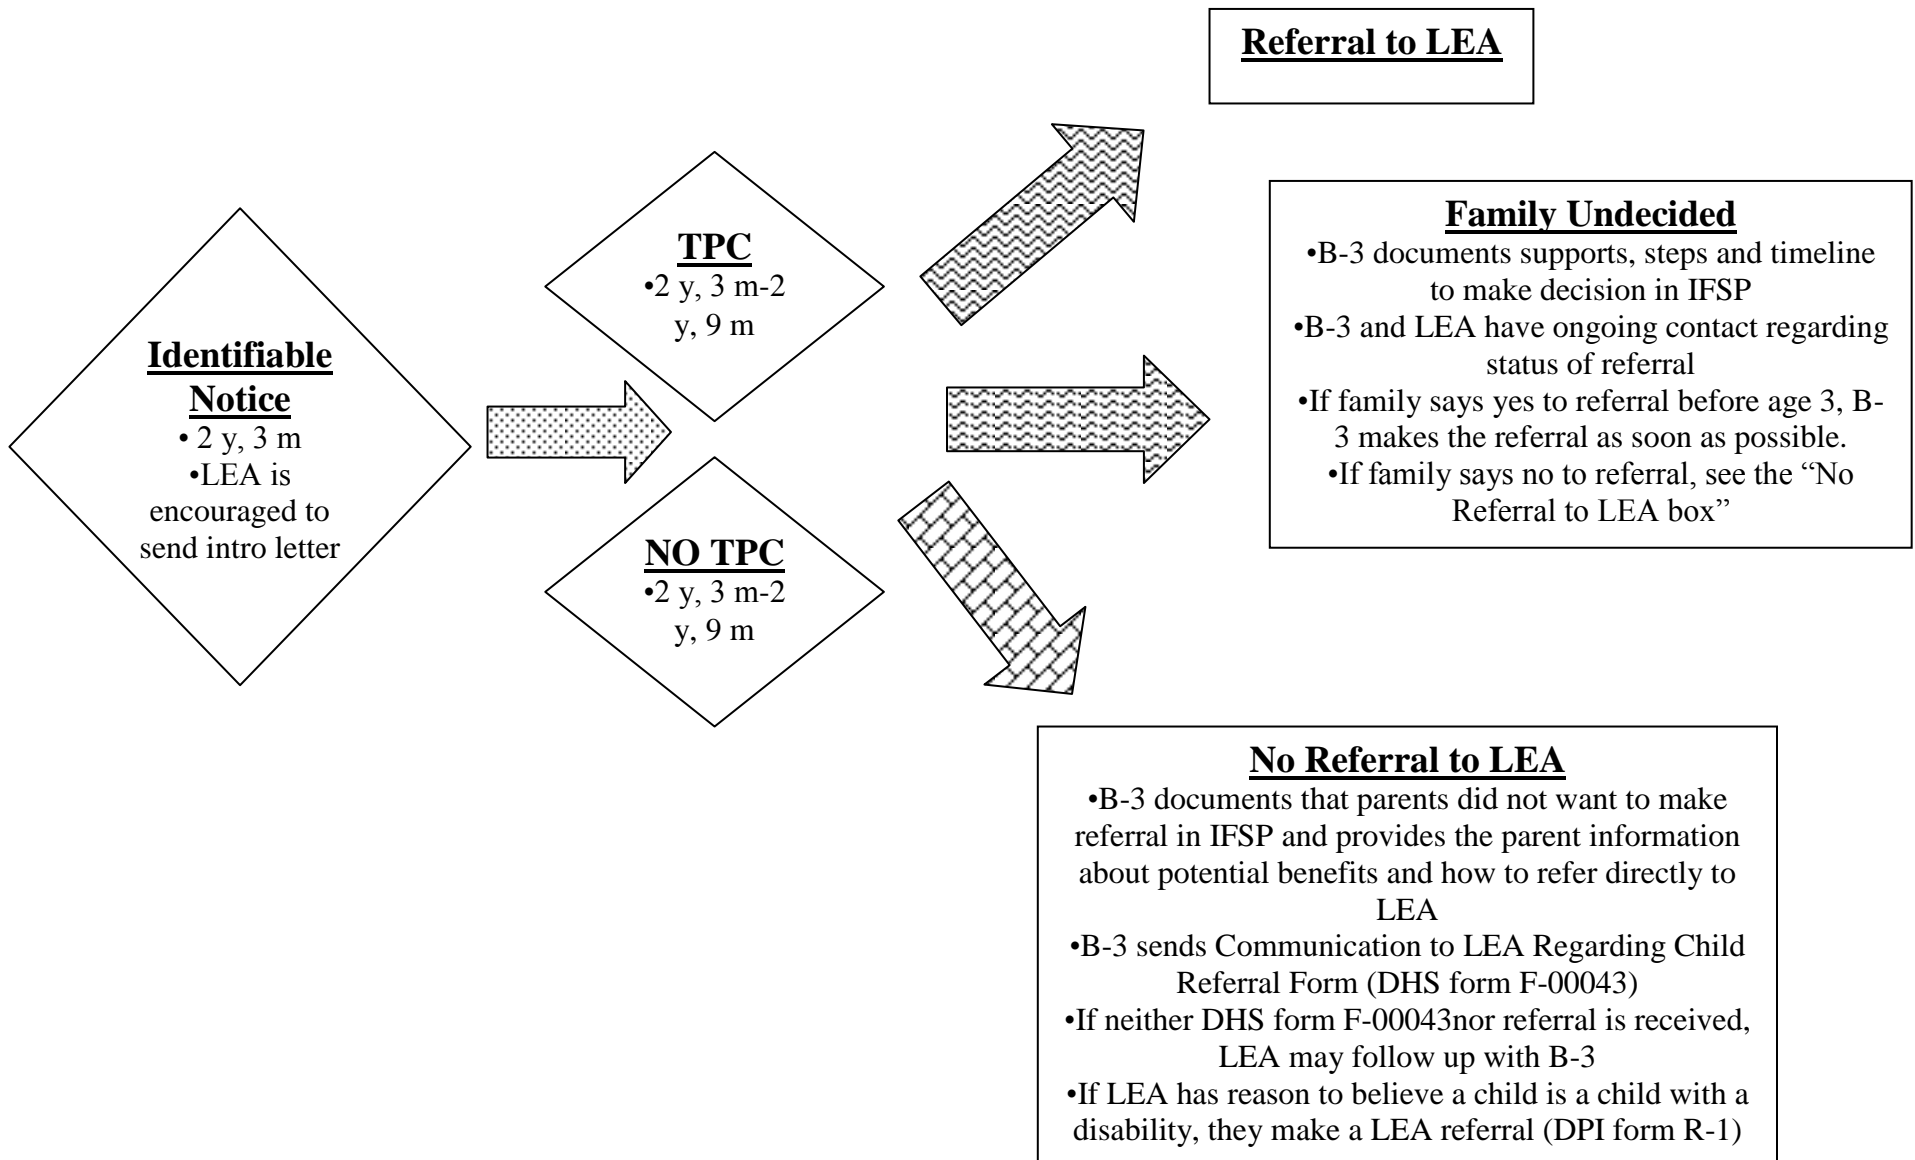 Referral to LEA
Identifiable
Notice
• 2 y, 3 m
•LEA is
encouraged to
send intro letter
TPC
•2 y, 3 m-2
y, 9 m
NO TPC
•2 y, 3 m-2
y, 9 m
Family Undecided
•B-3 documents supports, steps and timeline
to make decision in IFSP
•B-3 and LEA have ongoing contact regarding
status of referral
•If family says yes to referral before age 3, B-
3 makes the referral as soon as possible.
•If family says no to referral, see the “No
Referral to LEA box”
No Referral to LEA
•B-3 documents that parents did not want to make
referral in IFSP and provides the parent information
about potential benefits and how to refer directly to
LEA
•B-3 sends Communication to LEA Regarding Child
Referral Form (DHS form F-00043)
•If neither DHS form F-00043nor referral is received,
LEA may follow up with B-3
•If LEA has reason to believe a child is a child with a
disability, they make a LEA referral (DPI form R-1)